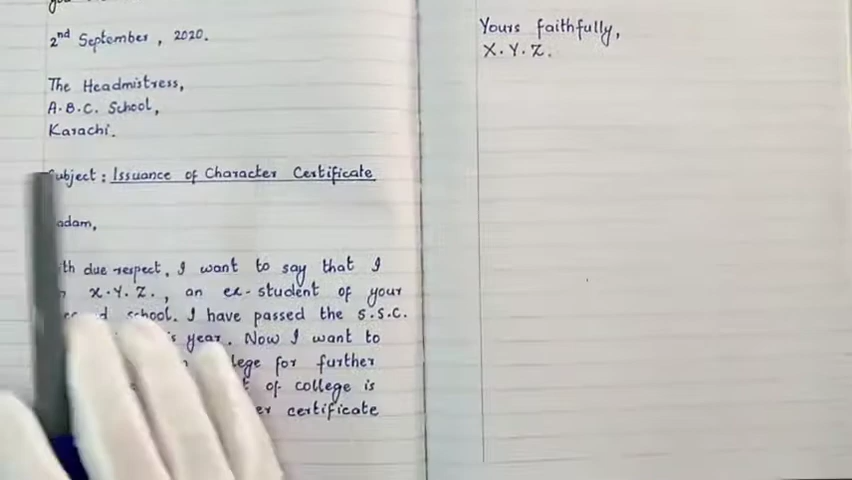 2nd September, 2020.
The Headmistress,
A.B.C. School,
Karachi.
Subject: Issuance of Character Certificate
adam,
th due respect, I want to say that I
X.Y.Z., an ex-student of your
school. I have passed the S.S.C.
is year. Now I want to
lege for further
of college is
er certificate
Yours faithfully,
X.Y.Z.